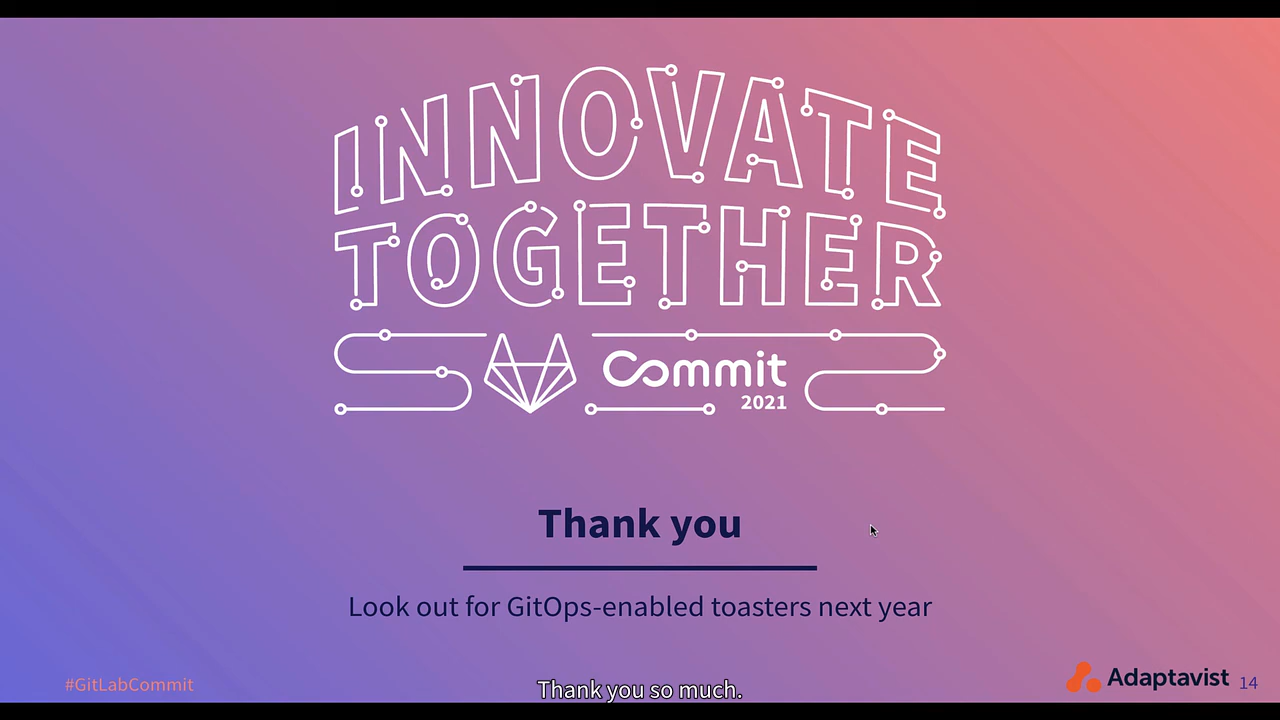 INNOVATE
TOGETHER
Commit
2021
Thank you
Look out for GitOps-enabled toasters next year
#GitLabCommit
Thank you so much.
Adaptavist
14